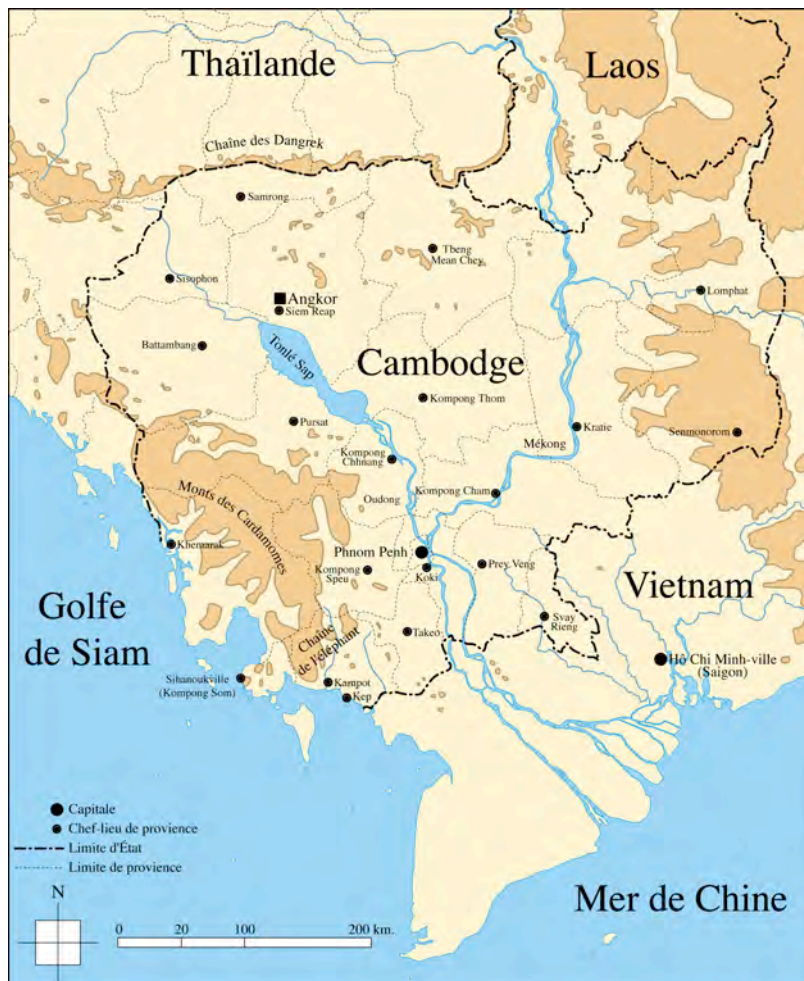 Thaïlande
Laos
Chaîne des Dangrek
Samrong
Tbeng
Mean Chey
Sisophon
Lomphat
Angkor
Siem Reap
Battambang
Tonlé Sap
Cambodge
Kompong Thom
Pursat
Kratie
Senmonorom
Mékong
Kompong
Chhnang
Kompong Cham
Monts des Cardamomes
Oudong
Khemarak
Phnom Penh
Kompong
Speu
Koki
Prey Veng
Vietnam
Golfe
de Siam
Svay
Rieng
Takeo
Chaîne
de l'éléphant
Hô Chi Minh-ville
(Saigon)
Sihanoukville
(Kompong Som)
Kampot
Kep
Capitale
Chef-lieu de provience
Limite d'État
Limite de provience
N
0 20 100 200 km.
Mer de Chine